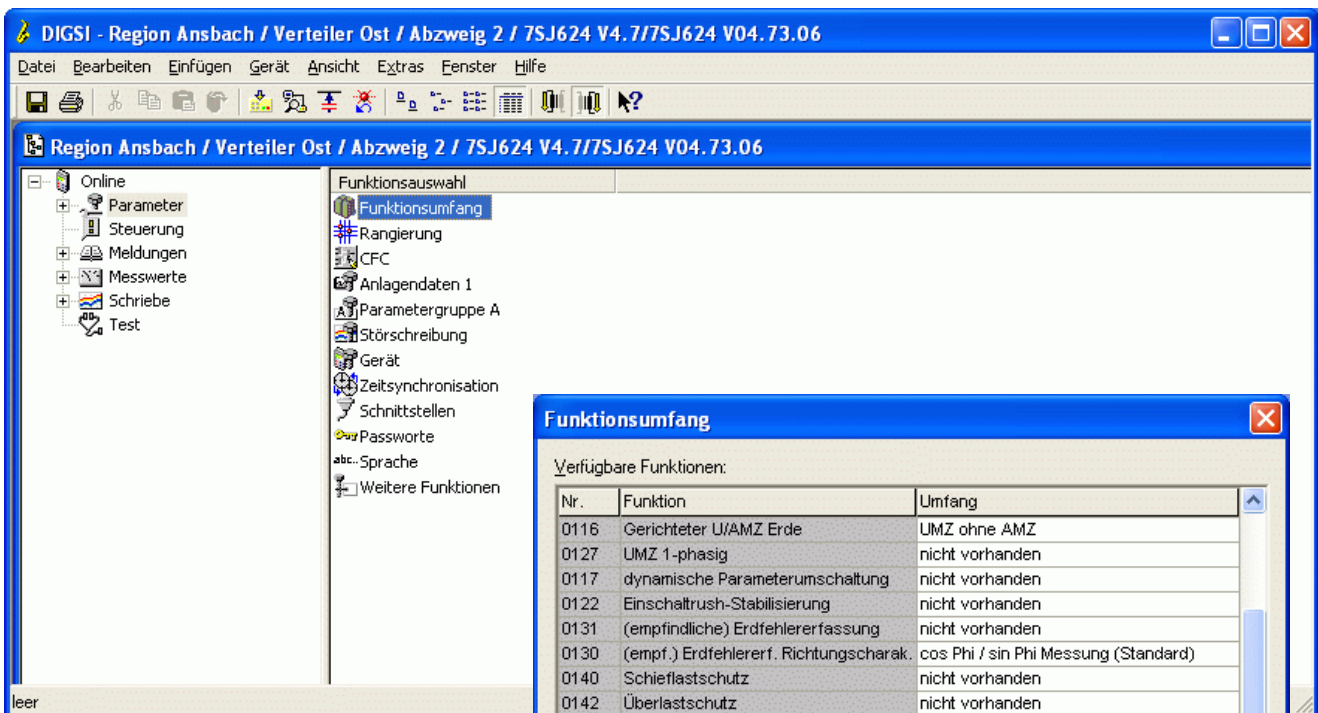 DIGSI - Region Ansbach / Verteiler Ost / Abzweig 2 / 7SJ624 V4.7/7SJ624 V04.73.06
Datei Bearbeiten Einfügen Gerät Ansicht Extras Fenster Hilfe
Region Ansbach / Verteiler Ost / Abzweig 2 / 7SJ624 V4.7/7SJ624 V04.73.06
Online
Parameter
Steuerung
Meldungen
Messwerte
Schriebe
Test
Funktionsauswahl
Funktionsumfang
Rangierung
CFC
Anlagendaten 1
Parametergruppe A
Störschreibung
Gerät
Zeitsynchronisation
Schnittstellen
Passworte
abc.. Sprache
Weitere Funktionen
Funktionsumfang
Verfügbare Funktionen:
Nr. Funktion Umfang
0116 Gerichteter U/AMZ Erde UMZ ohne AMZ
0127 UMZ 1-phasig nicht vorhanden
0117 dynamische Parameterumschaltung nicht vorhanden
0122 Einschaltrush-Stabilisierung nicht vorhanden
0131 (empfindliche) Erdfehlererfassung nicht vorhanden
0130 (empf.) Erdfehlererf. Richtungscharak. cos Phi / sin Phi Messung (Standard)
0140 Schieflastschutz nicht vorhanden
0142 Überlastschutz nicht vorhanden
leer